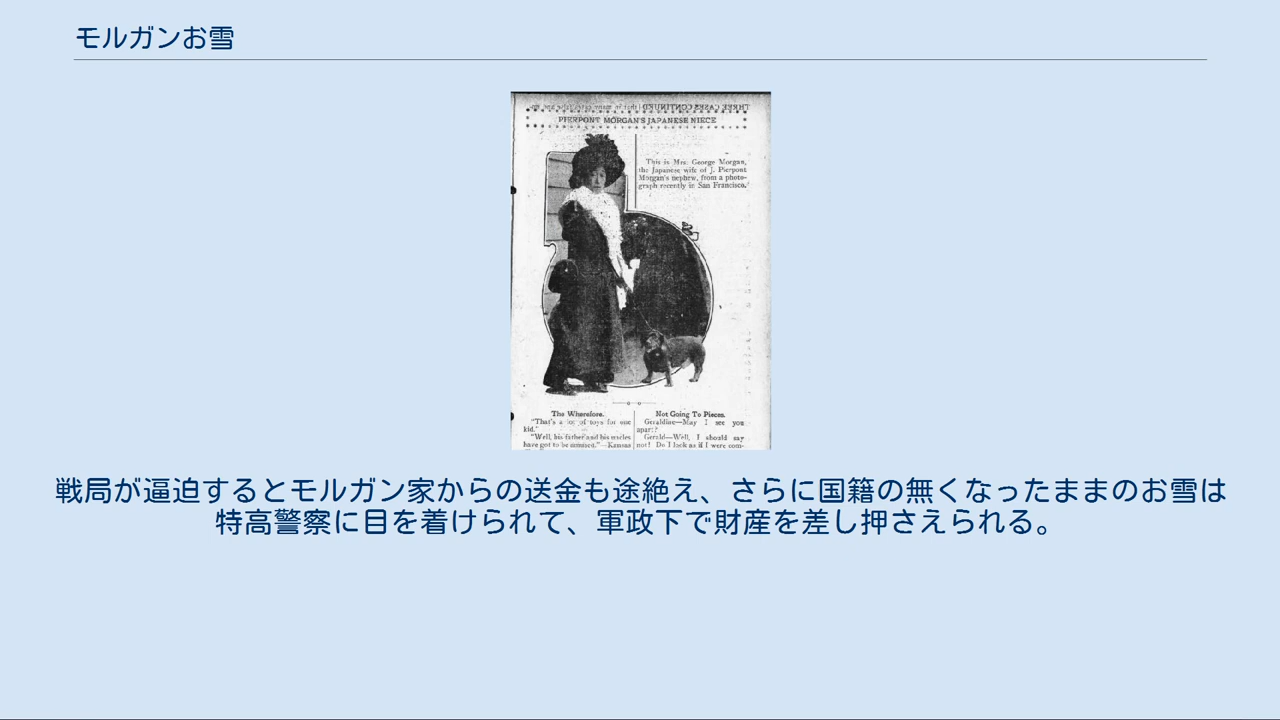 モルガンお雪
THREE CASES CONTINUED
PIERPONT MORGAN'S JAPANESE NIECE
This is Mrs. George Morgan,
the Japanese wife of J. Pierpont
Morgan's nephew, from a photo-
graph recently in San Francisco.
The Wherefore.
"That's a lot of toys for one
kid."
"Well, his father and his uncles
have got to be amused."—Kansas
Not Going To Pieces.
Geraldine—May I see you
apart?
Gerald—Well, I should say
not! Do I look as if I were com-
戦局が逼迫するとモルガン家からの送金も途絶え、さらに国籍の無くなったままのお雪は
特高警察に目を着けられて、軍政下で財産を差し押さえられる。